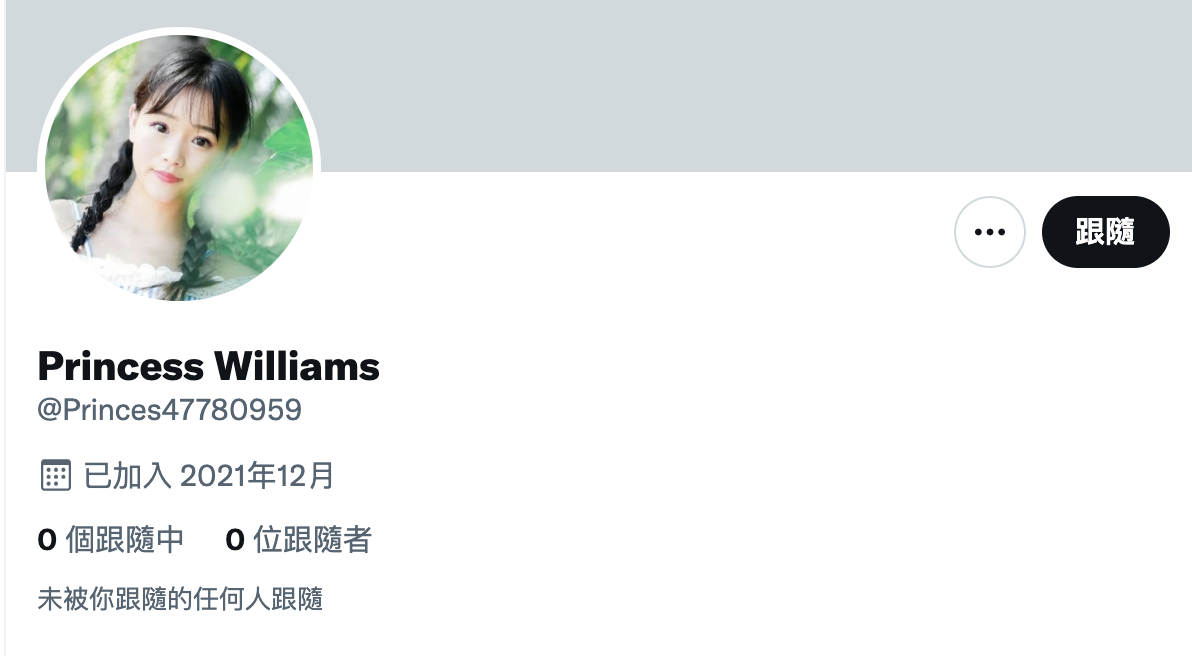 跟隨
Princess Williams
@Princes47780959
已加入 2021年12月
0 個跟隨中 0 位跟隨者
未被你跟隨的任何人跟隨